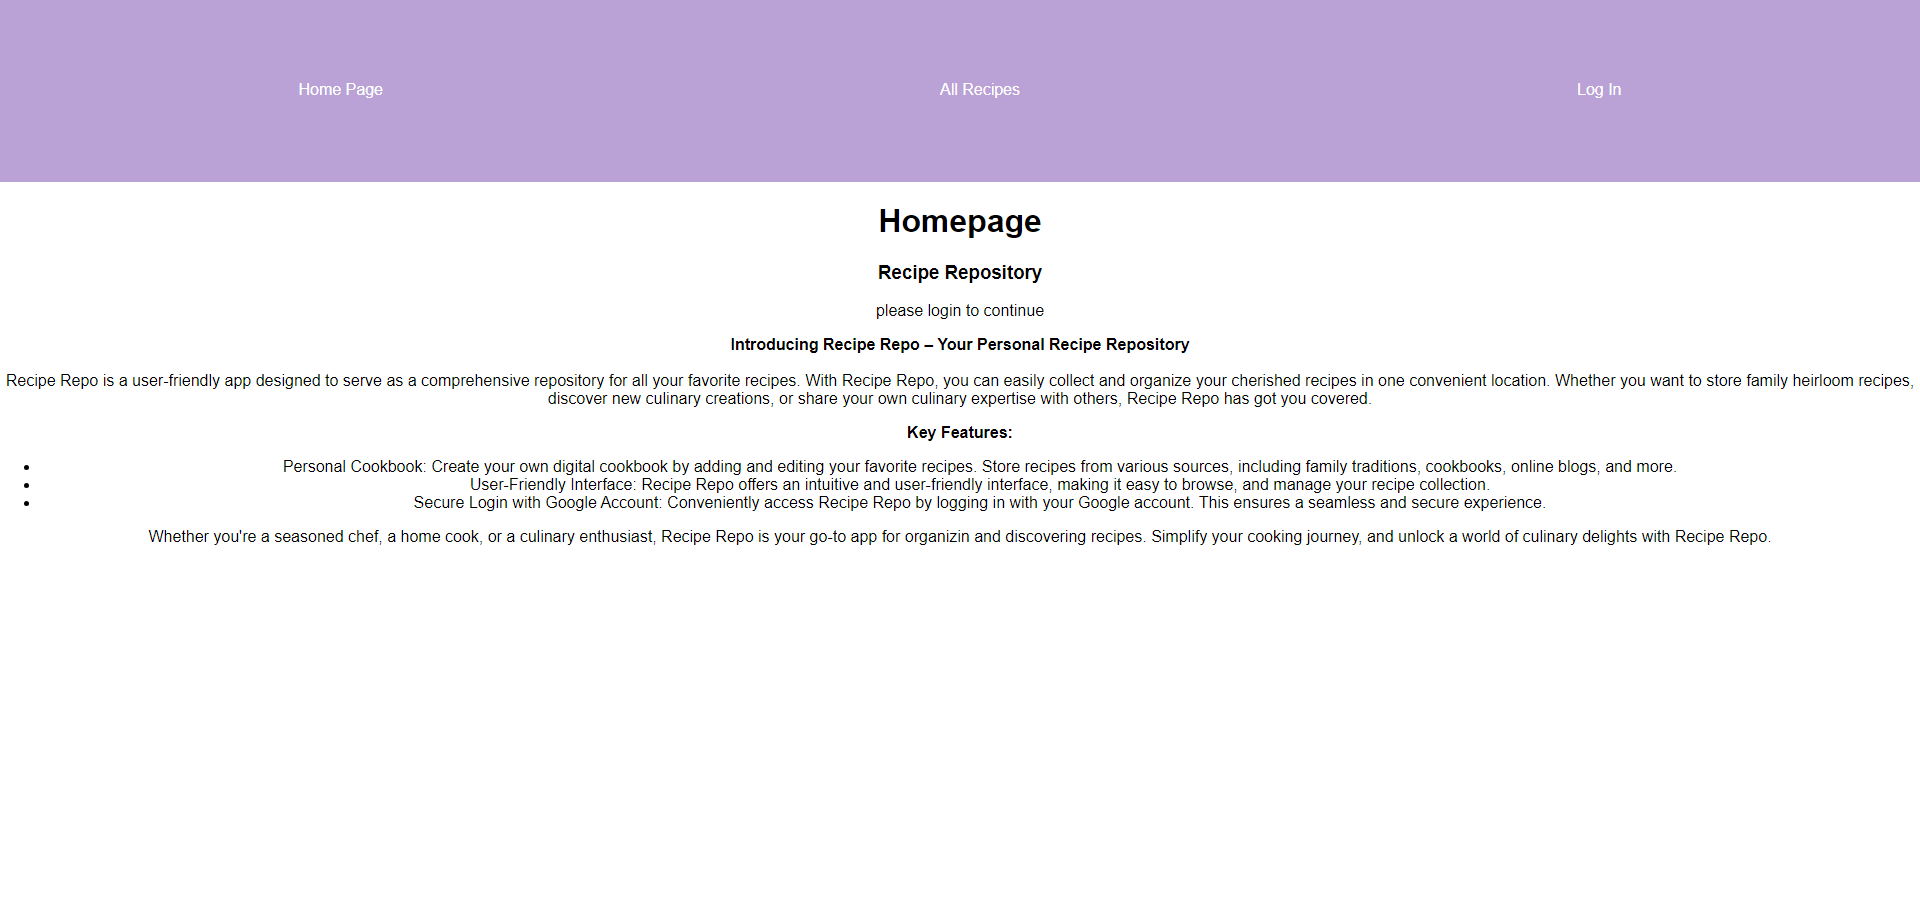 Home Page
All Recipes
Log In
Homepage
Recipe Repository
please login to continue
Introducing Recipe Repo – Your Personal Recipe Repository
Recipe Repo is a user-friendly app designed to serve as a comprehensive repository for all your favorite recipes. With Recipe Repo, you can easily collect and organize your cherished recipes in one convenient location. Whether you want to store family heirloom recipes,
discover new culinary creations, or share your own culinary expertise with others, Recipe Repo has got you covered.
Key Features:
Personal Cookbook: Create your own digital cookbook by adding and editing your favorite recipes. Store recipes from various sources, including family traditions, cookbooks, online blogs, and more.
User-Friendly Interface: Recipe Repo offers an intuitive and user-friendly interface, making it easy to browse, and manage your recipe collection.
Secure Login with Google Account: Conveniently access Recipe Repo by logging in with your Google account. This ensures a seamless and secure experience.
Whether you're a seasoned chef, a home cook, or a culinary enthusiast, Recipe Repo is your go-to app for organizin and discovering recipes. Simplify your cooking journey, and unlock a world of culinary delights with Recipe Repo.